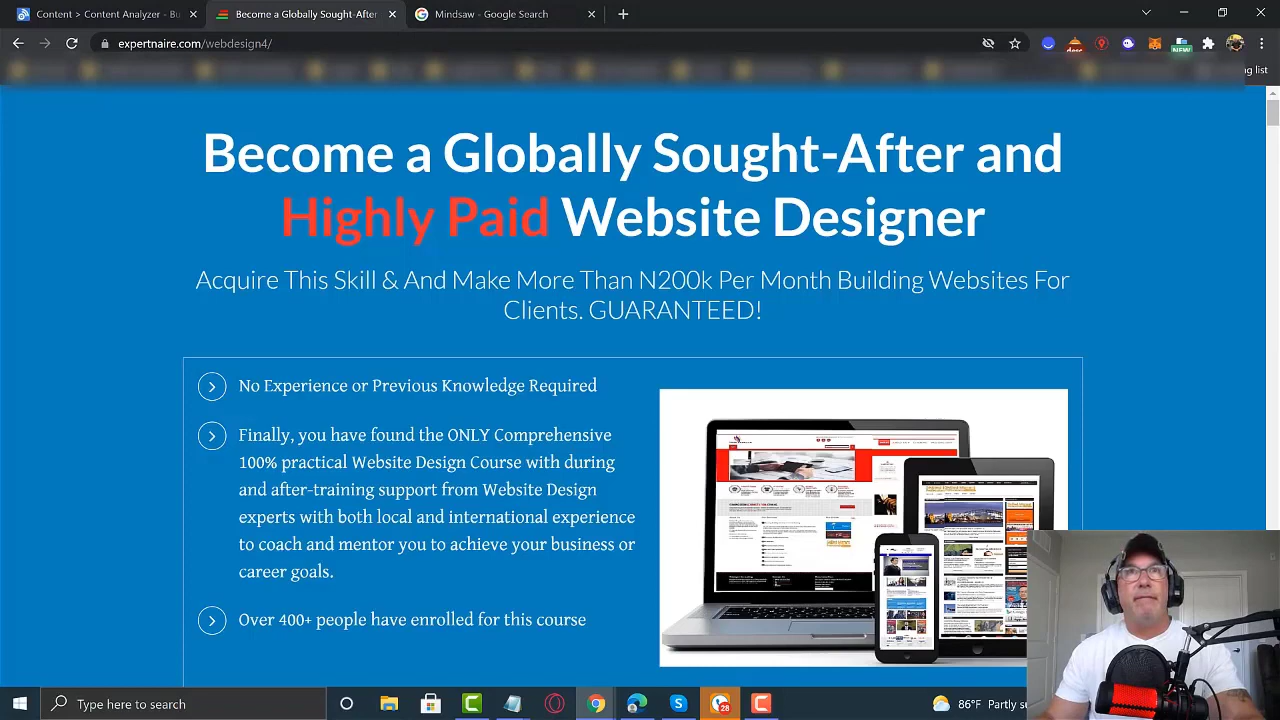 Content > Content Analyzer - Bu
Become a Globally Sought-After
Mindsaw - Google Search
expertnaire.com/webdesign4/
desc
NEW
ng list
Become a Globally Sought-After and
Highly Paid Website Designer
Acquire This Skill & And Make More Than N200k Per Month Building Websites For
Clients. GUARANTEED!
No Experience or Previous Knowledge Required
Finally, you have found the ONLY Comprehensive
100% practical Website Design Course with during
and after-training support from Website Design
experts with both local and international experience
to coach and mentor you to achieve your business or
career goals.
Over 400+ people have enrolled for this course
Type here to search
28
86°F Partly su